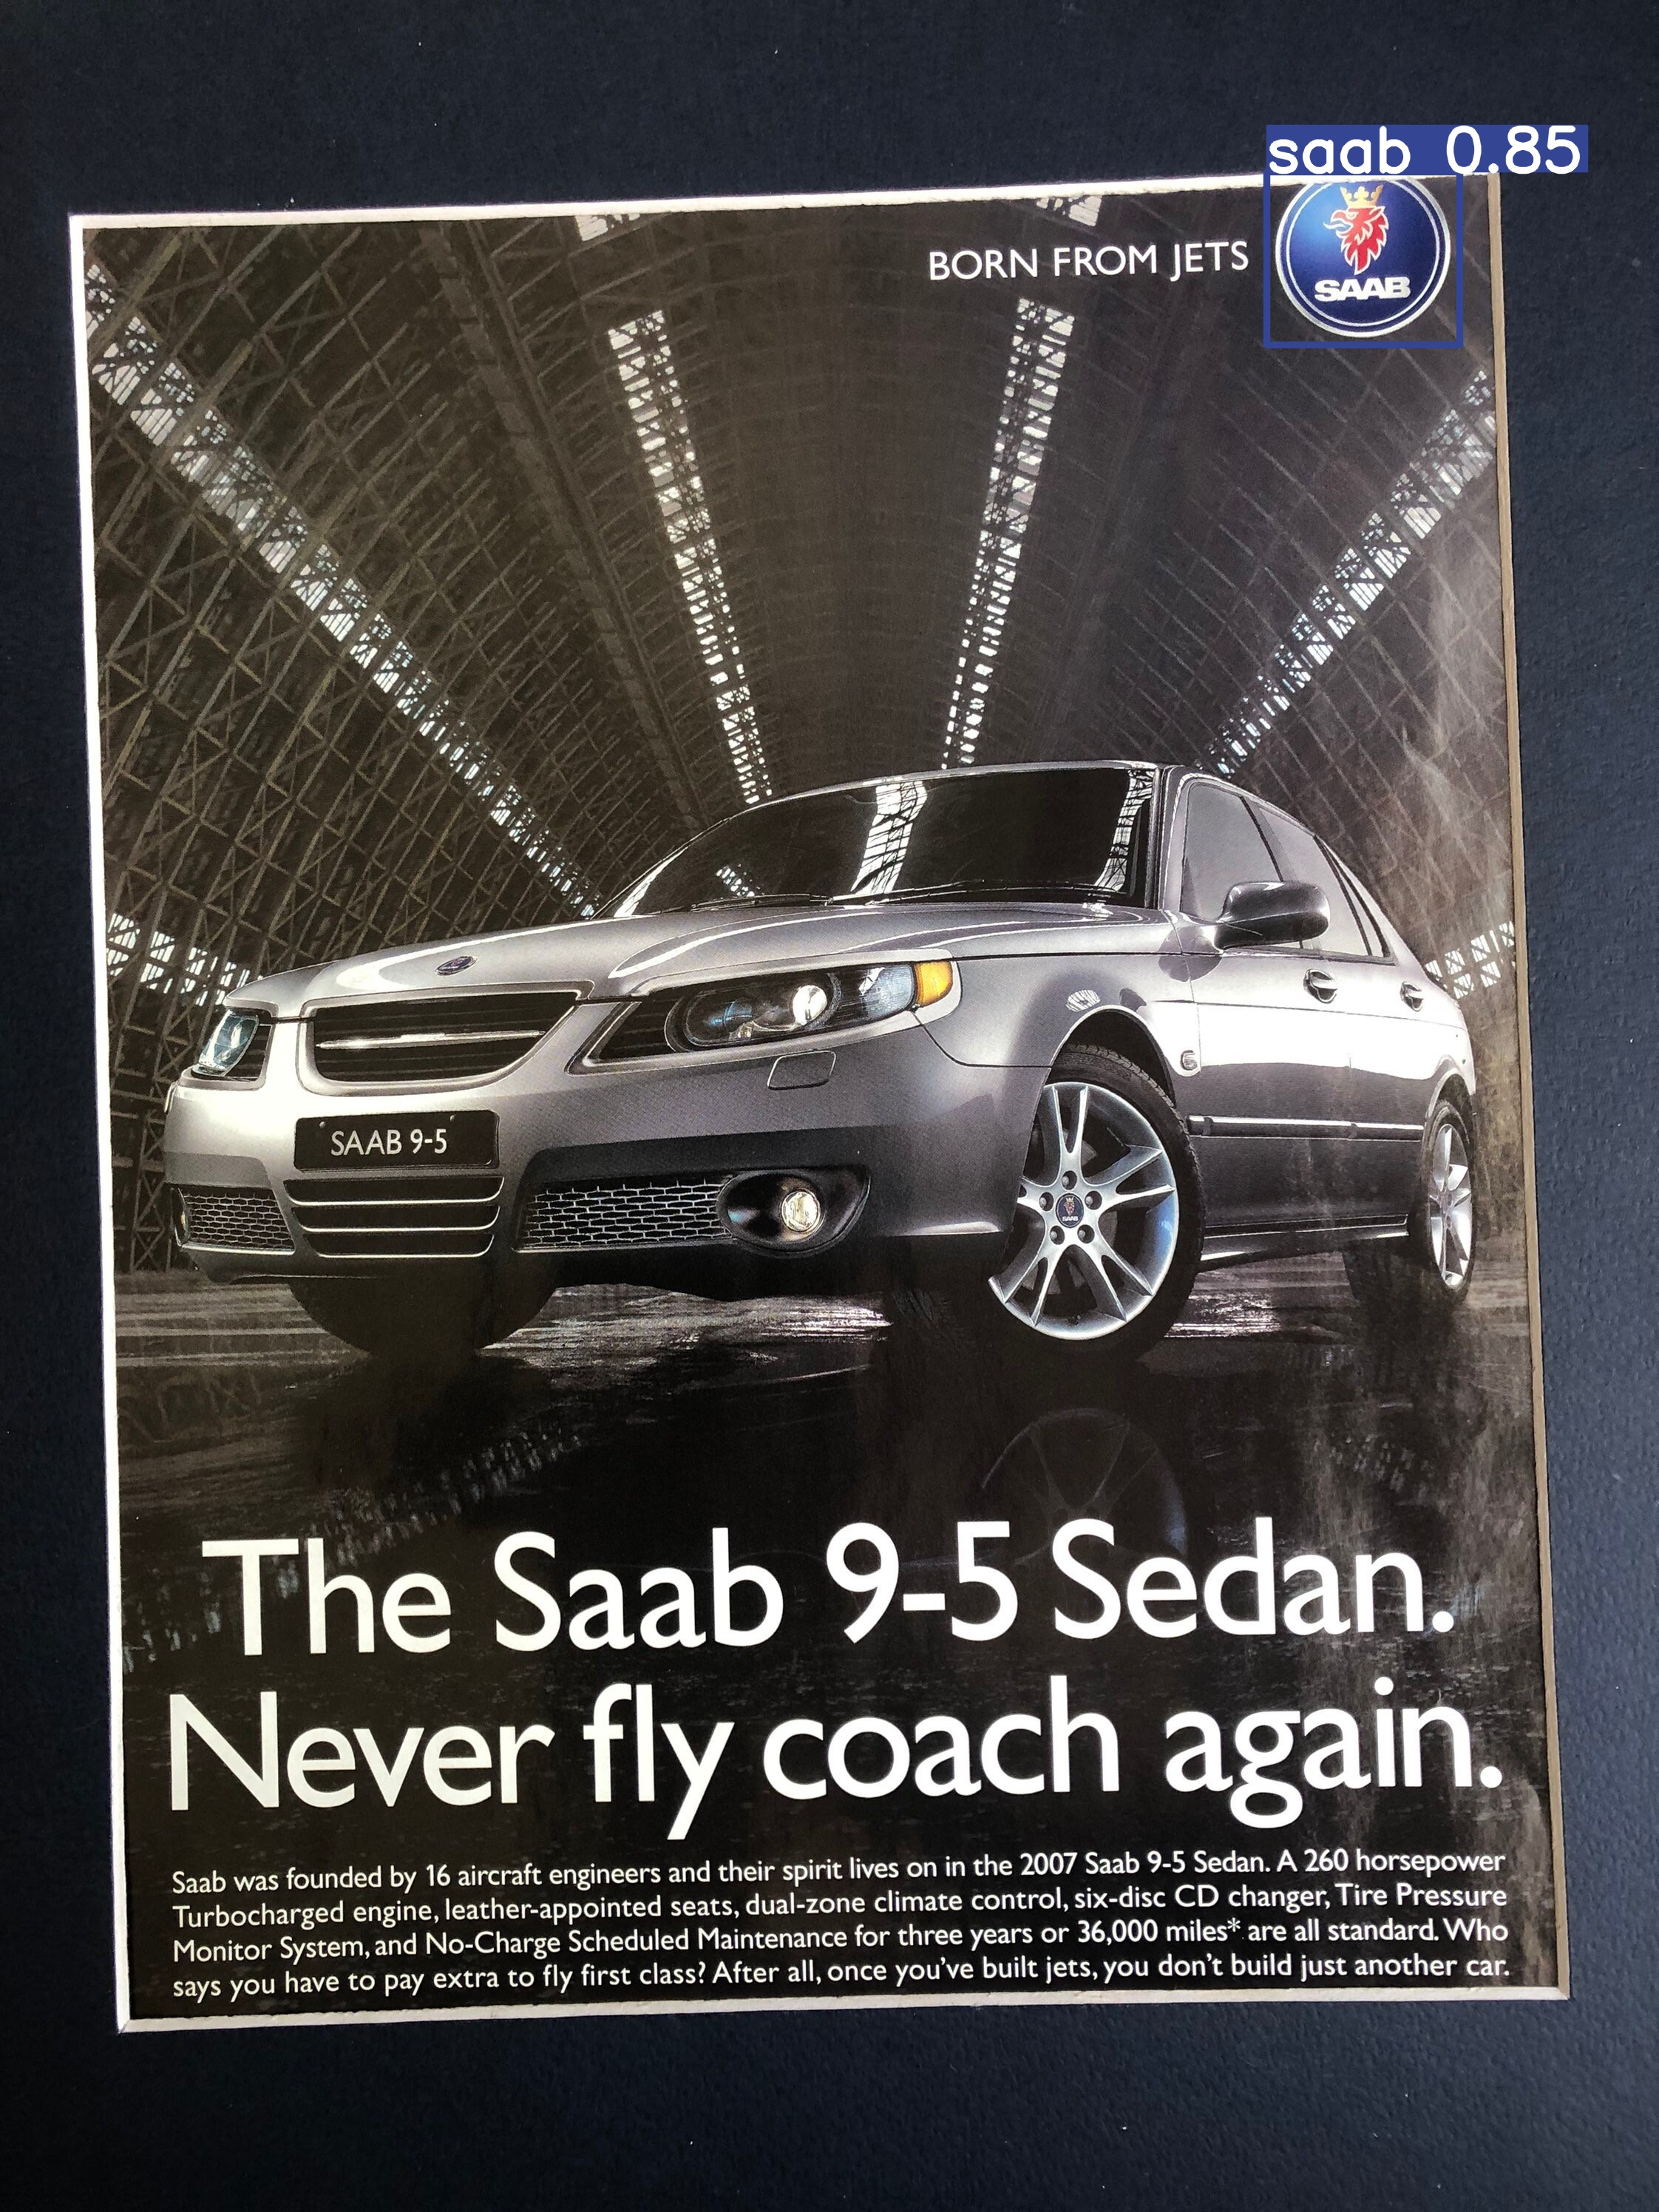 saab 0.85
BORN FROM JETS
SAAB
SAAB 9-5
SAAB
The Saab 9-5 Sedan.
Never fly coach again.
Saab was founded by 16 aircraft engineers and their spirit lives on in the 2007 Saab 9-5 Sedan. A 260 horsepower
Turbocharged engine, leather-appointed seats, dual-zone climate control, six-disc CD changer, Tire Pressure
Monitor System, and No-Charge Scheduled Maintenance for three years or 36,000 miles* are all standard. Who
says you have to pay extra to fly first class? After all, once you've built jets, you don't build just another car.